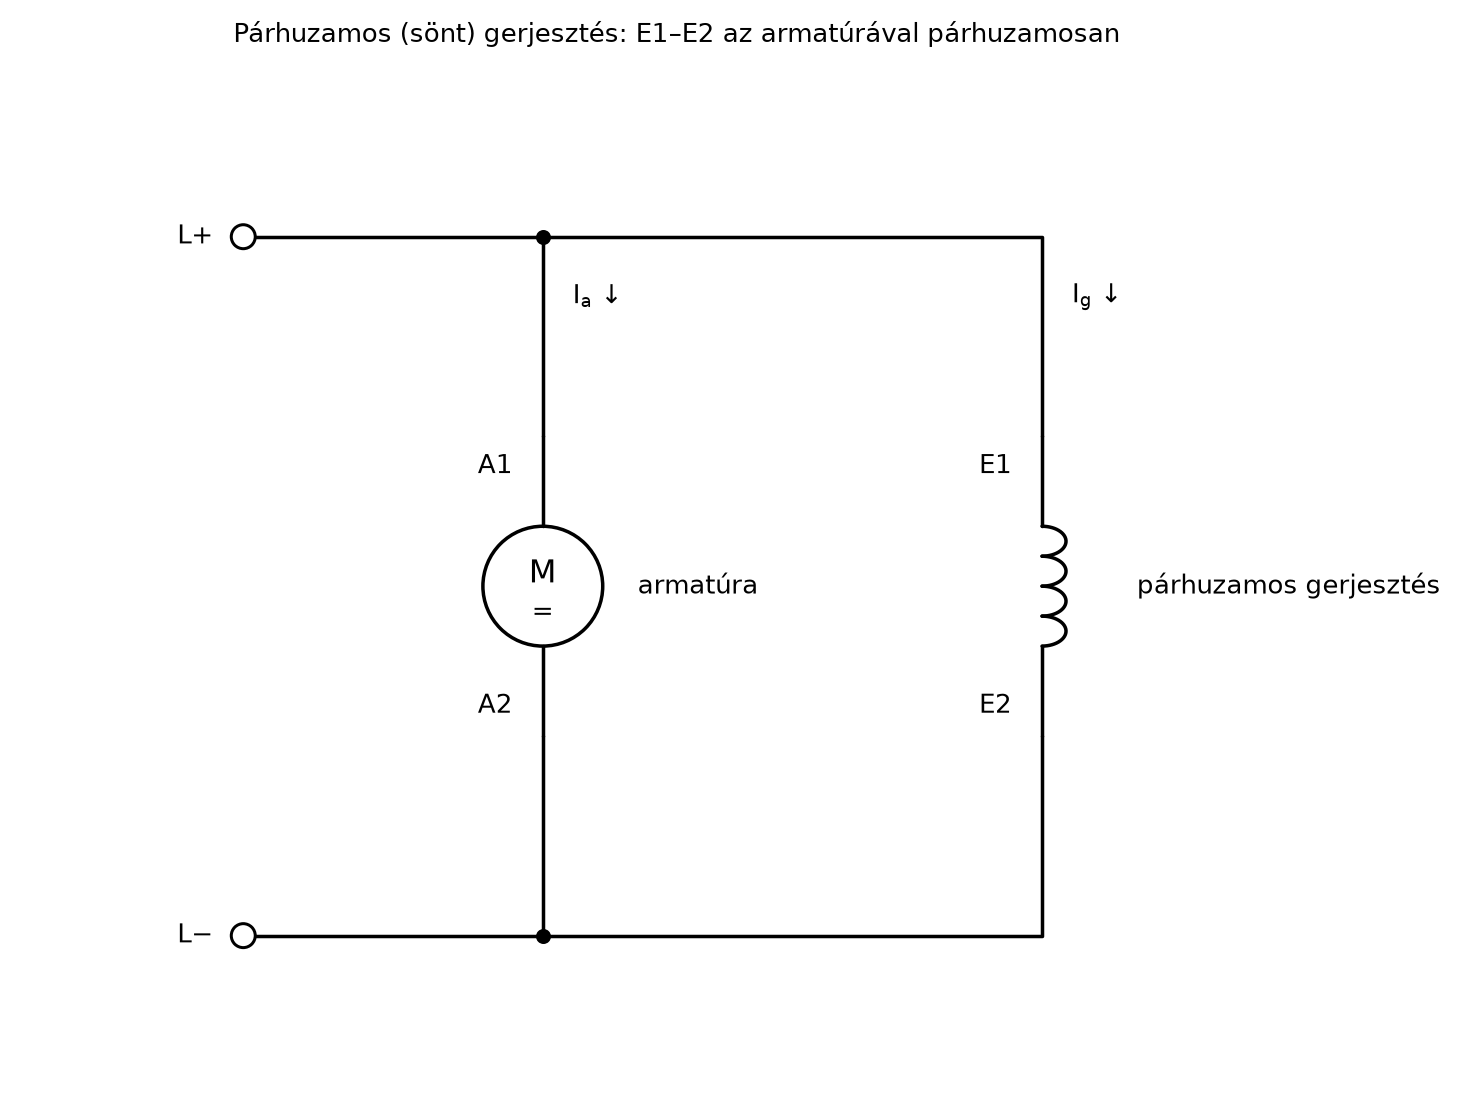 Párhuzamos (sönt) gerjesztés: E1–E2 az armatúrával párhuzamosan
L+
Iₐ ↓
I_g ↓
A1
E1
M
=
armatúra
párhuzamos gerjesztés
A2
E2
L−